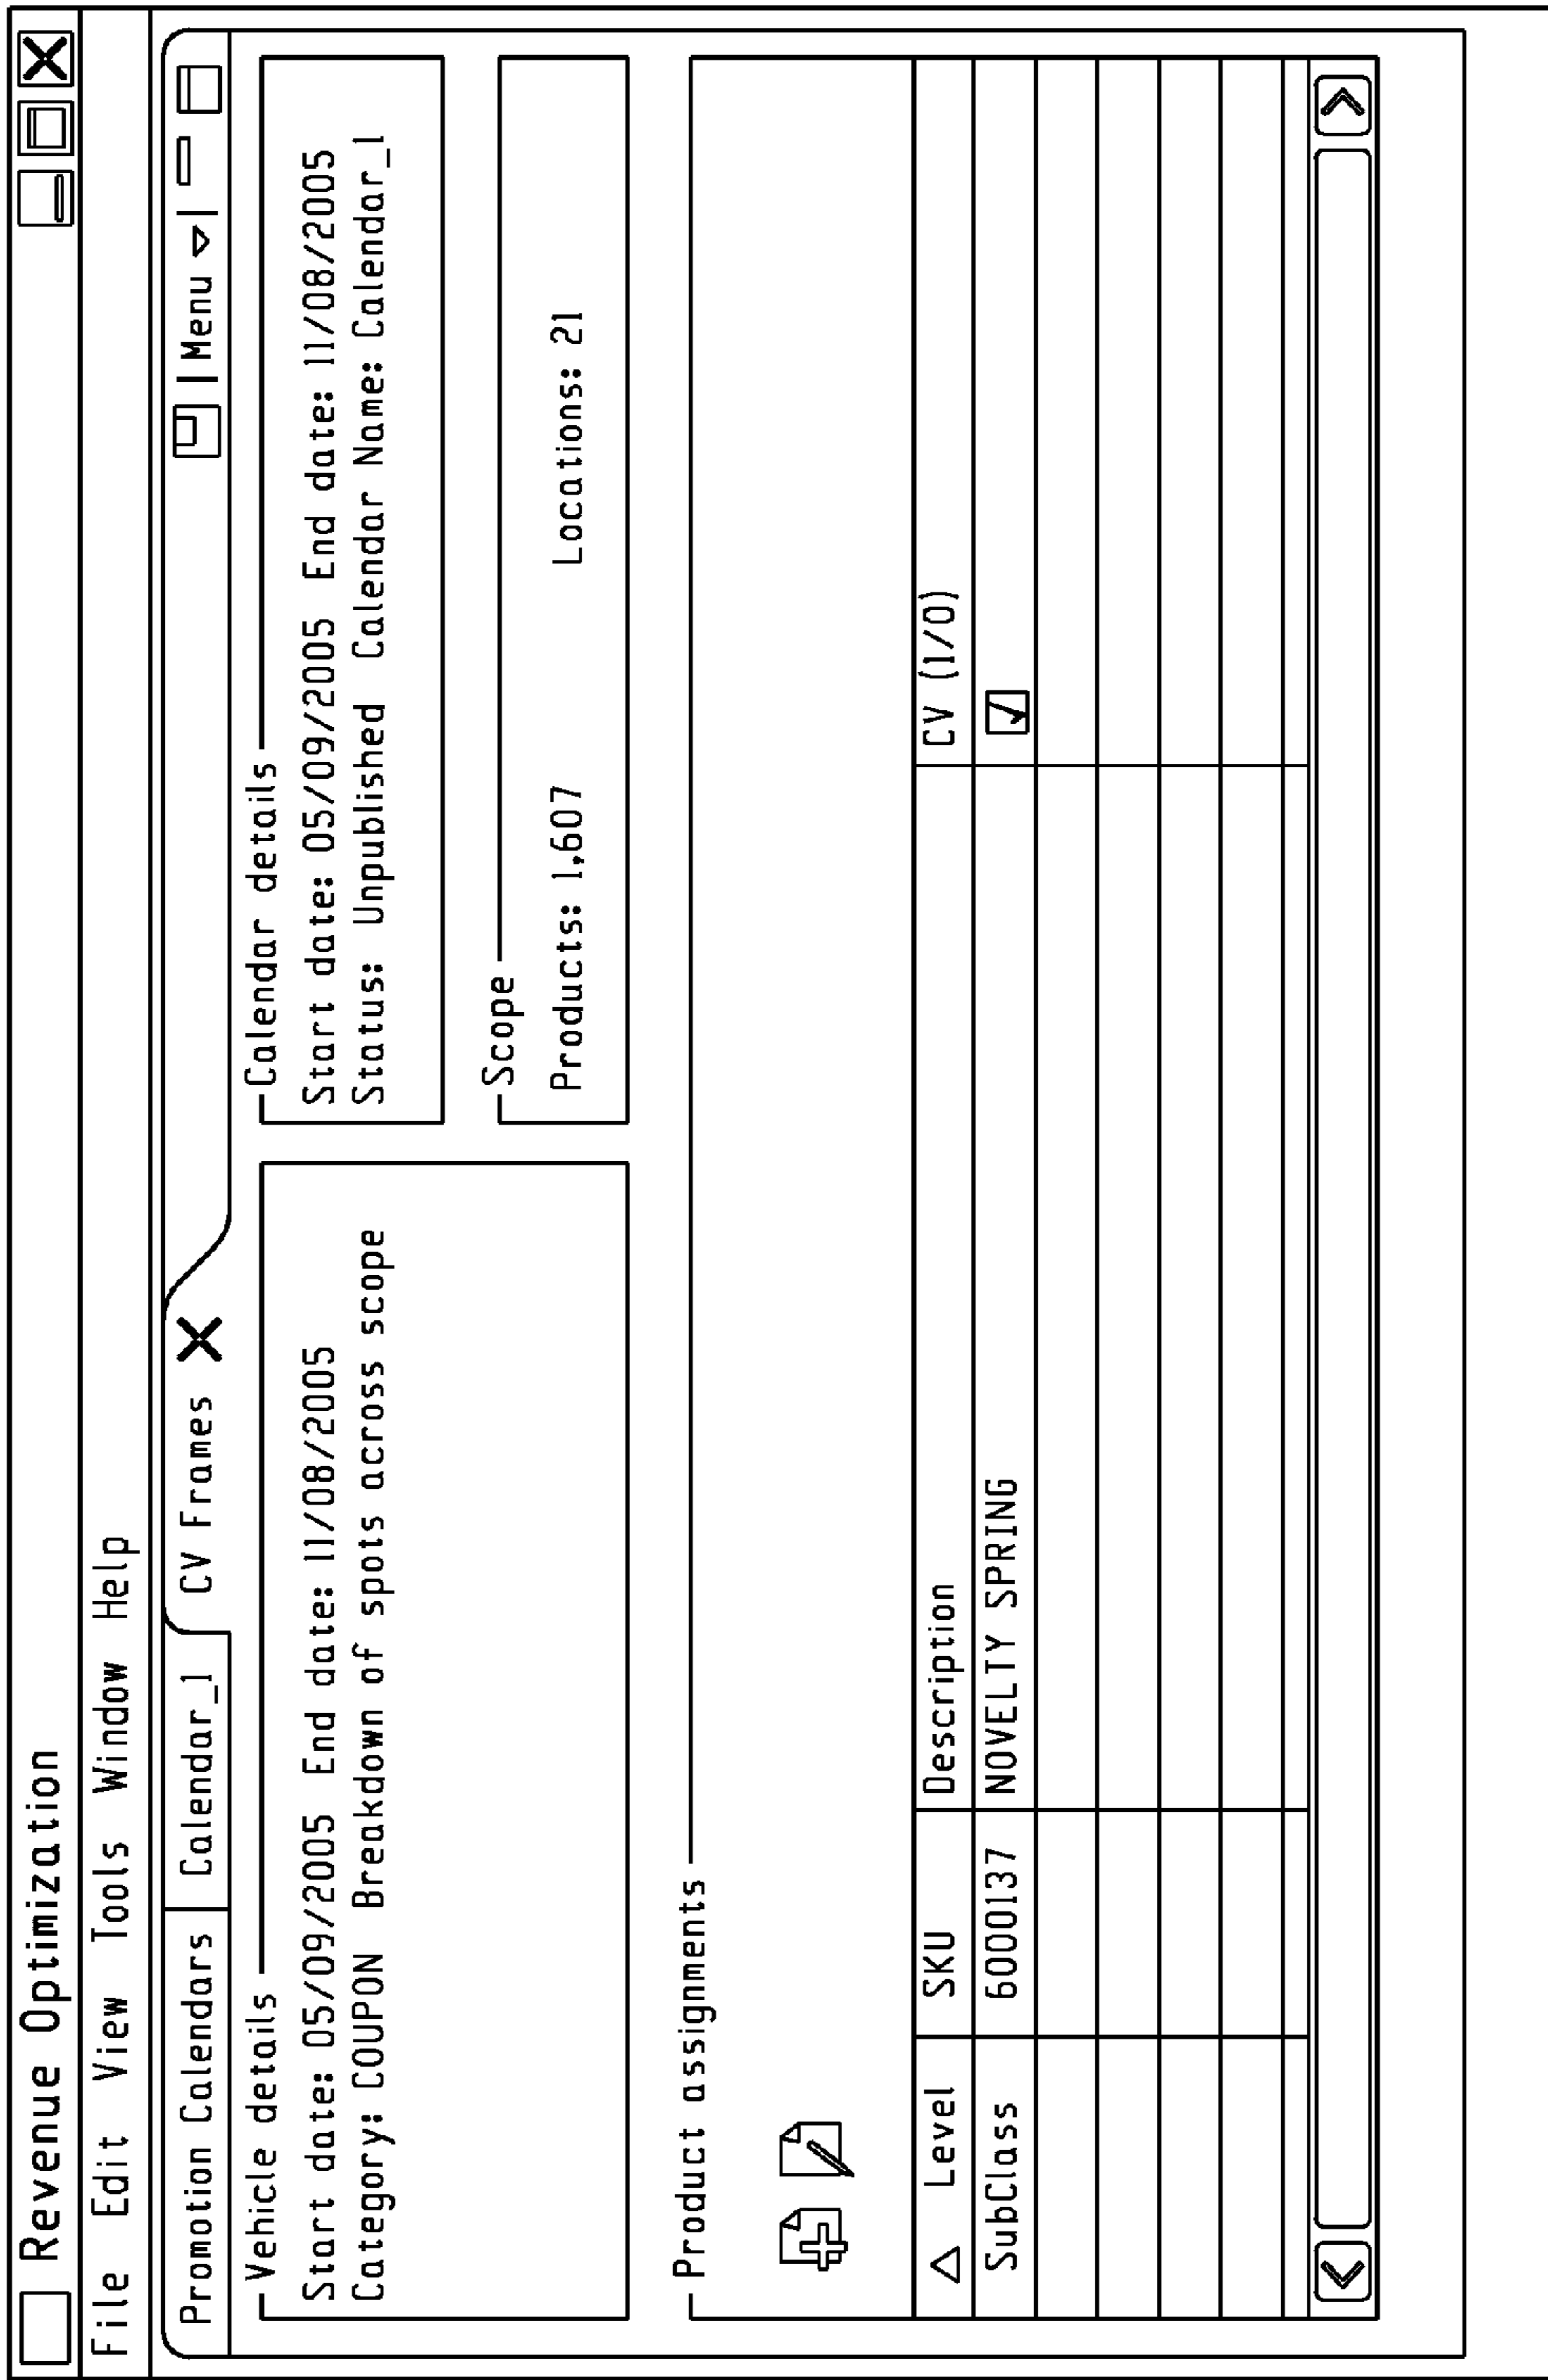 Revenue Optimization
File Edit View Tools Window Help
Promotion Calendars Calendar_1 CV Frames Menu
Vehicle details
Start date: 05/09/2005 End date: 11/08/2005
Category: COUPON Breakdown of spots across scope
Calendar details
Start date: 05/09/2005 End date: 11/08/2005
Status: Unpublished Calendar Name: Calendar_1
Scope
Products: 1,607 Locations: 21
Product assignments
Level SKU Description CV (1/0)
SubClass 6000137 NOVELTY SPRING